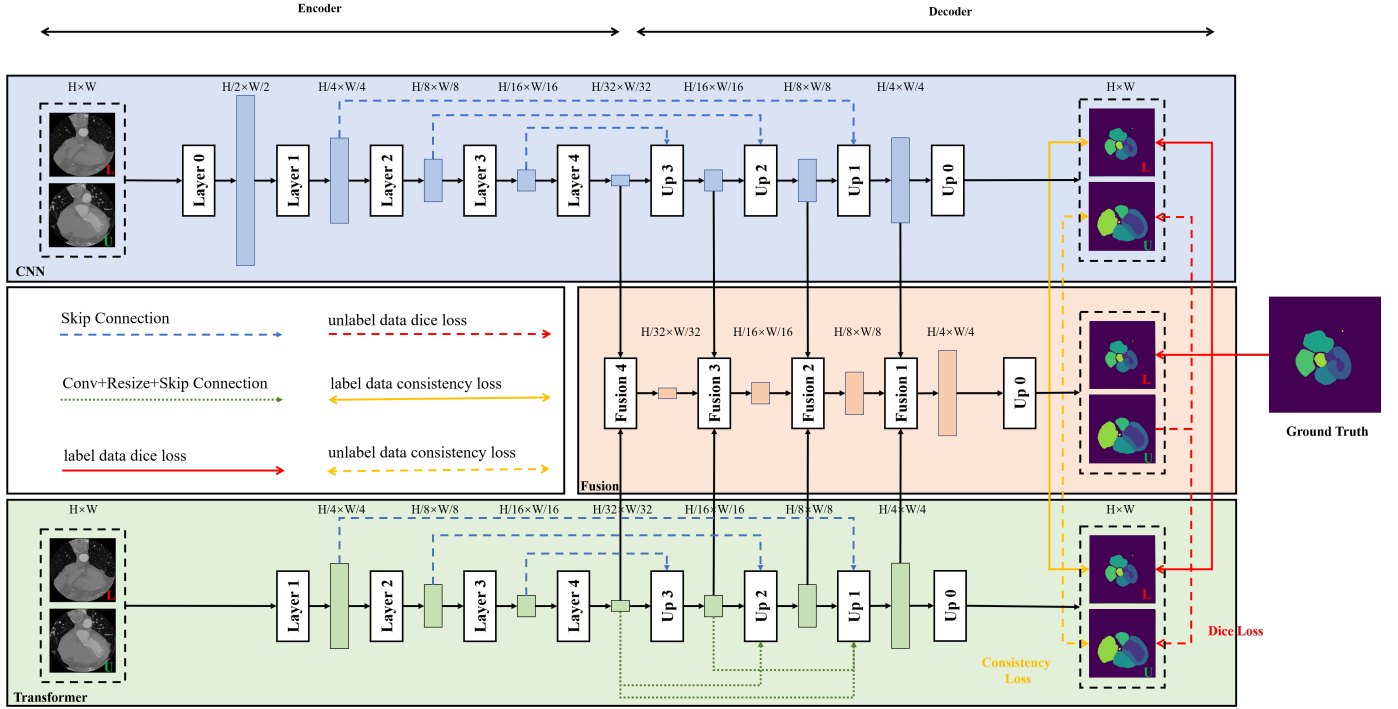 Encoder
Decoder
H×W
H/2×W/2
H/4×W/4
H/8×W/8
H/16×W/16
H/32×W/32
H/16×W/16
H/8×W/8
H/4×W/4
H×W
L
U
Layer 0
Layer 1
Layer 2
Layer 3
Layer 4
Up 3
Up 2
Up 1
Up 0
L
U
CNN
Skip Connection
unlabel data dice loss
Conv+Resize+Skip Connection
label data consistency loss
label data dice loss
unlabel data consistency loss
H/32×W/32
H/16×W/16
H/8×W/8
H/4×W/4
Fusion 4
Fusion 3
Fusion 2
Fusion 1
Up 0
L
U
Fusion
Ground Truth
H×W
H/4×W/4
H/8×W/8
H/16×W/16
H/32×W/32
H/16×W/16
H/8×W/8
H/4×W/4
H×W
L
U
Layer 1
Layer 2
Layer 3
Layer 4
Up 3
Up 2
Up 1
Up 0
L
U
Dice Loss
Consistency
Loss
Transformer